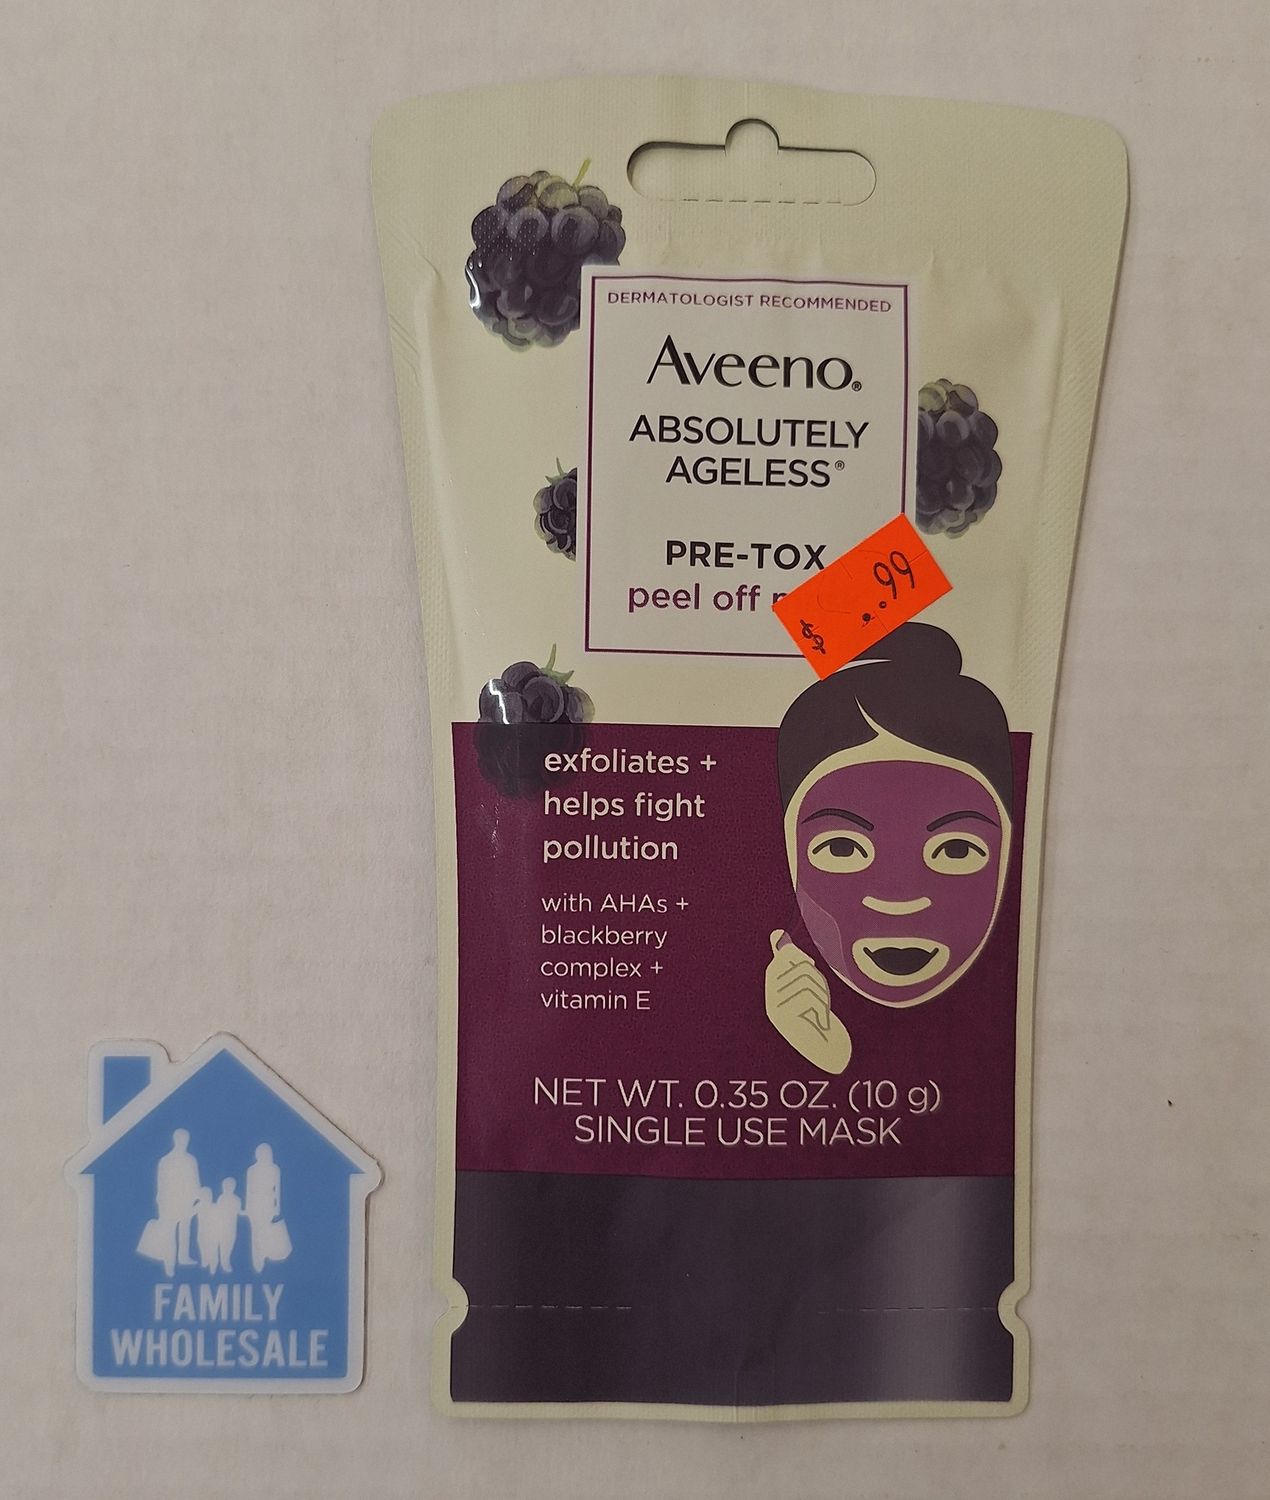 DERMATOLOGIST RECOMMENDED
Aveeno®
ABSOLUTELY
AGELESS®
PRE-TOX
peel off
$ .99
exfoliates +
helps fight
pollution
with AHAs +
blackberry
complex +
vitamin E
NET WT. 0.35 OZ. (10 g)
SINGLE USE MASK
FAMILY
WHOLESALE